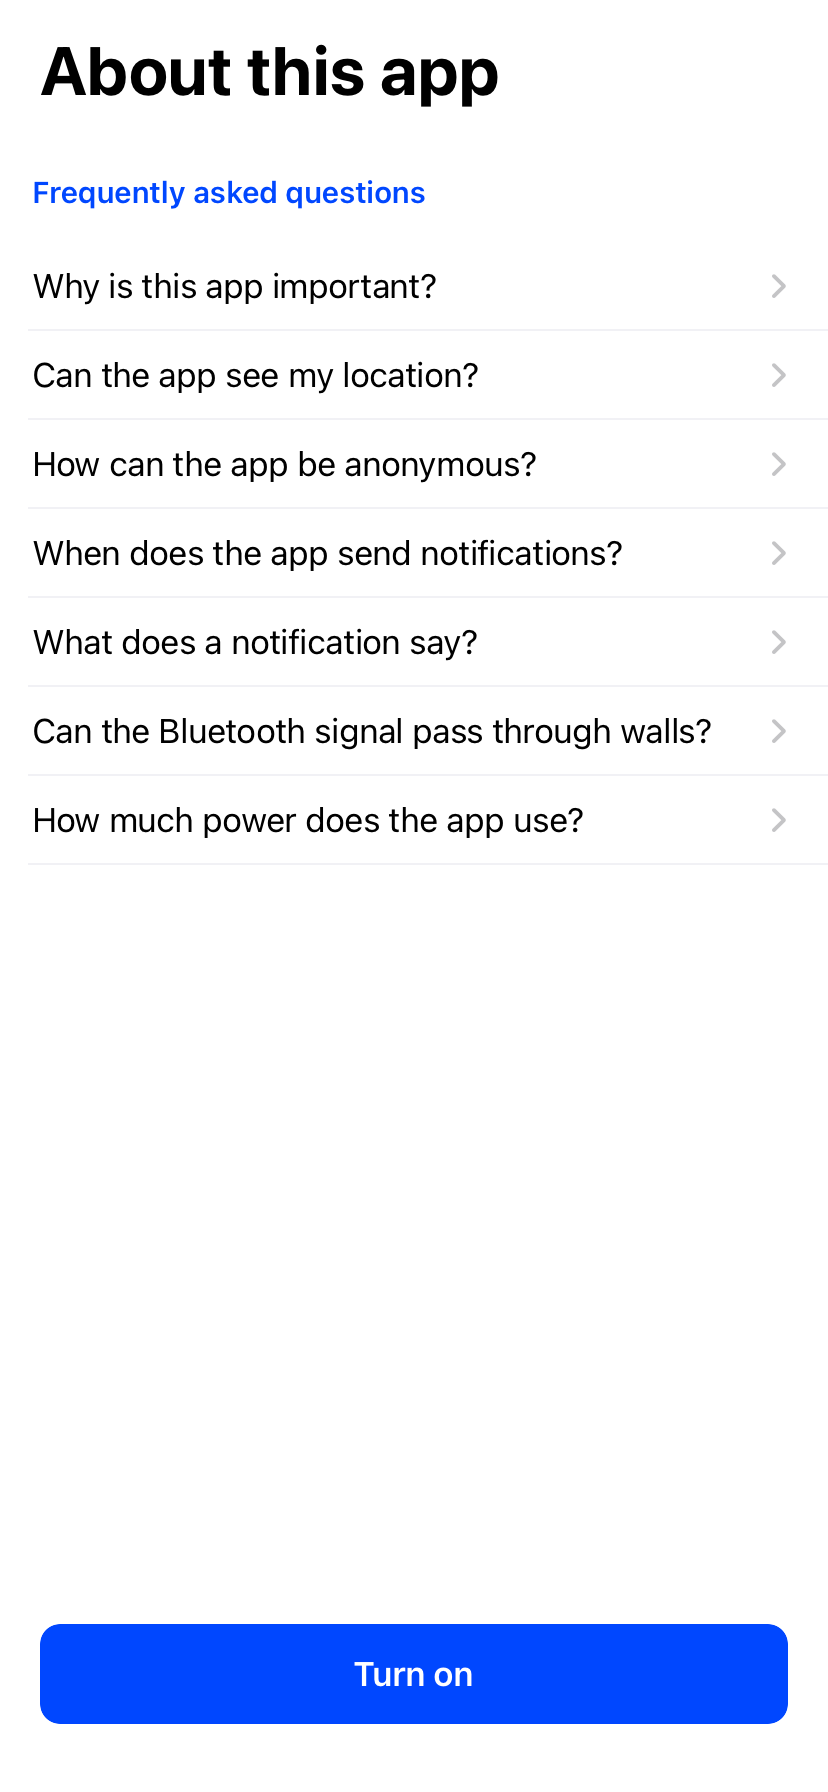 About this app
Frequently asked questions
Why is this app important?
Can the app see my location?
How can the app be anonymous?
When does the app send notifications?
What does a notification say?
Can the Bluetooth signal pass through walls?
How much power does the app use?
Turn on